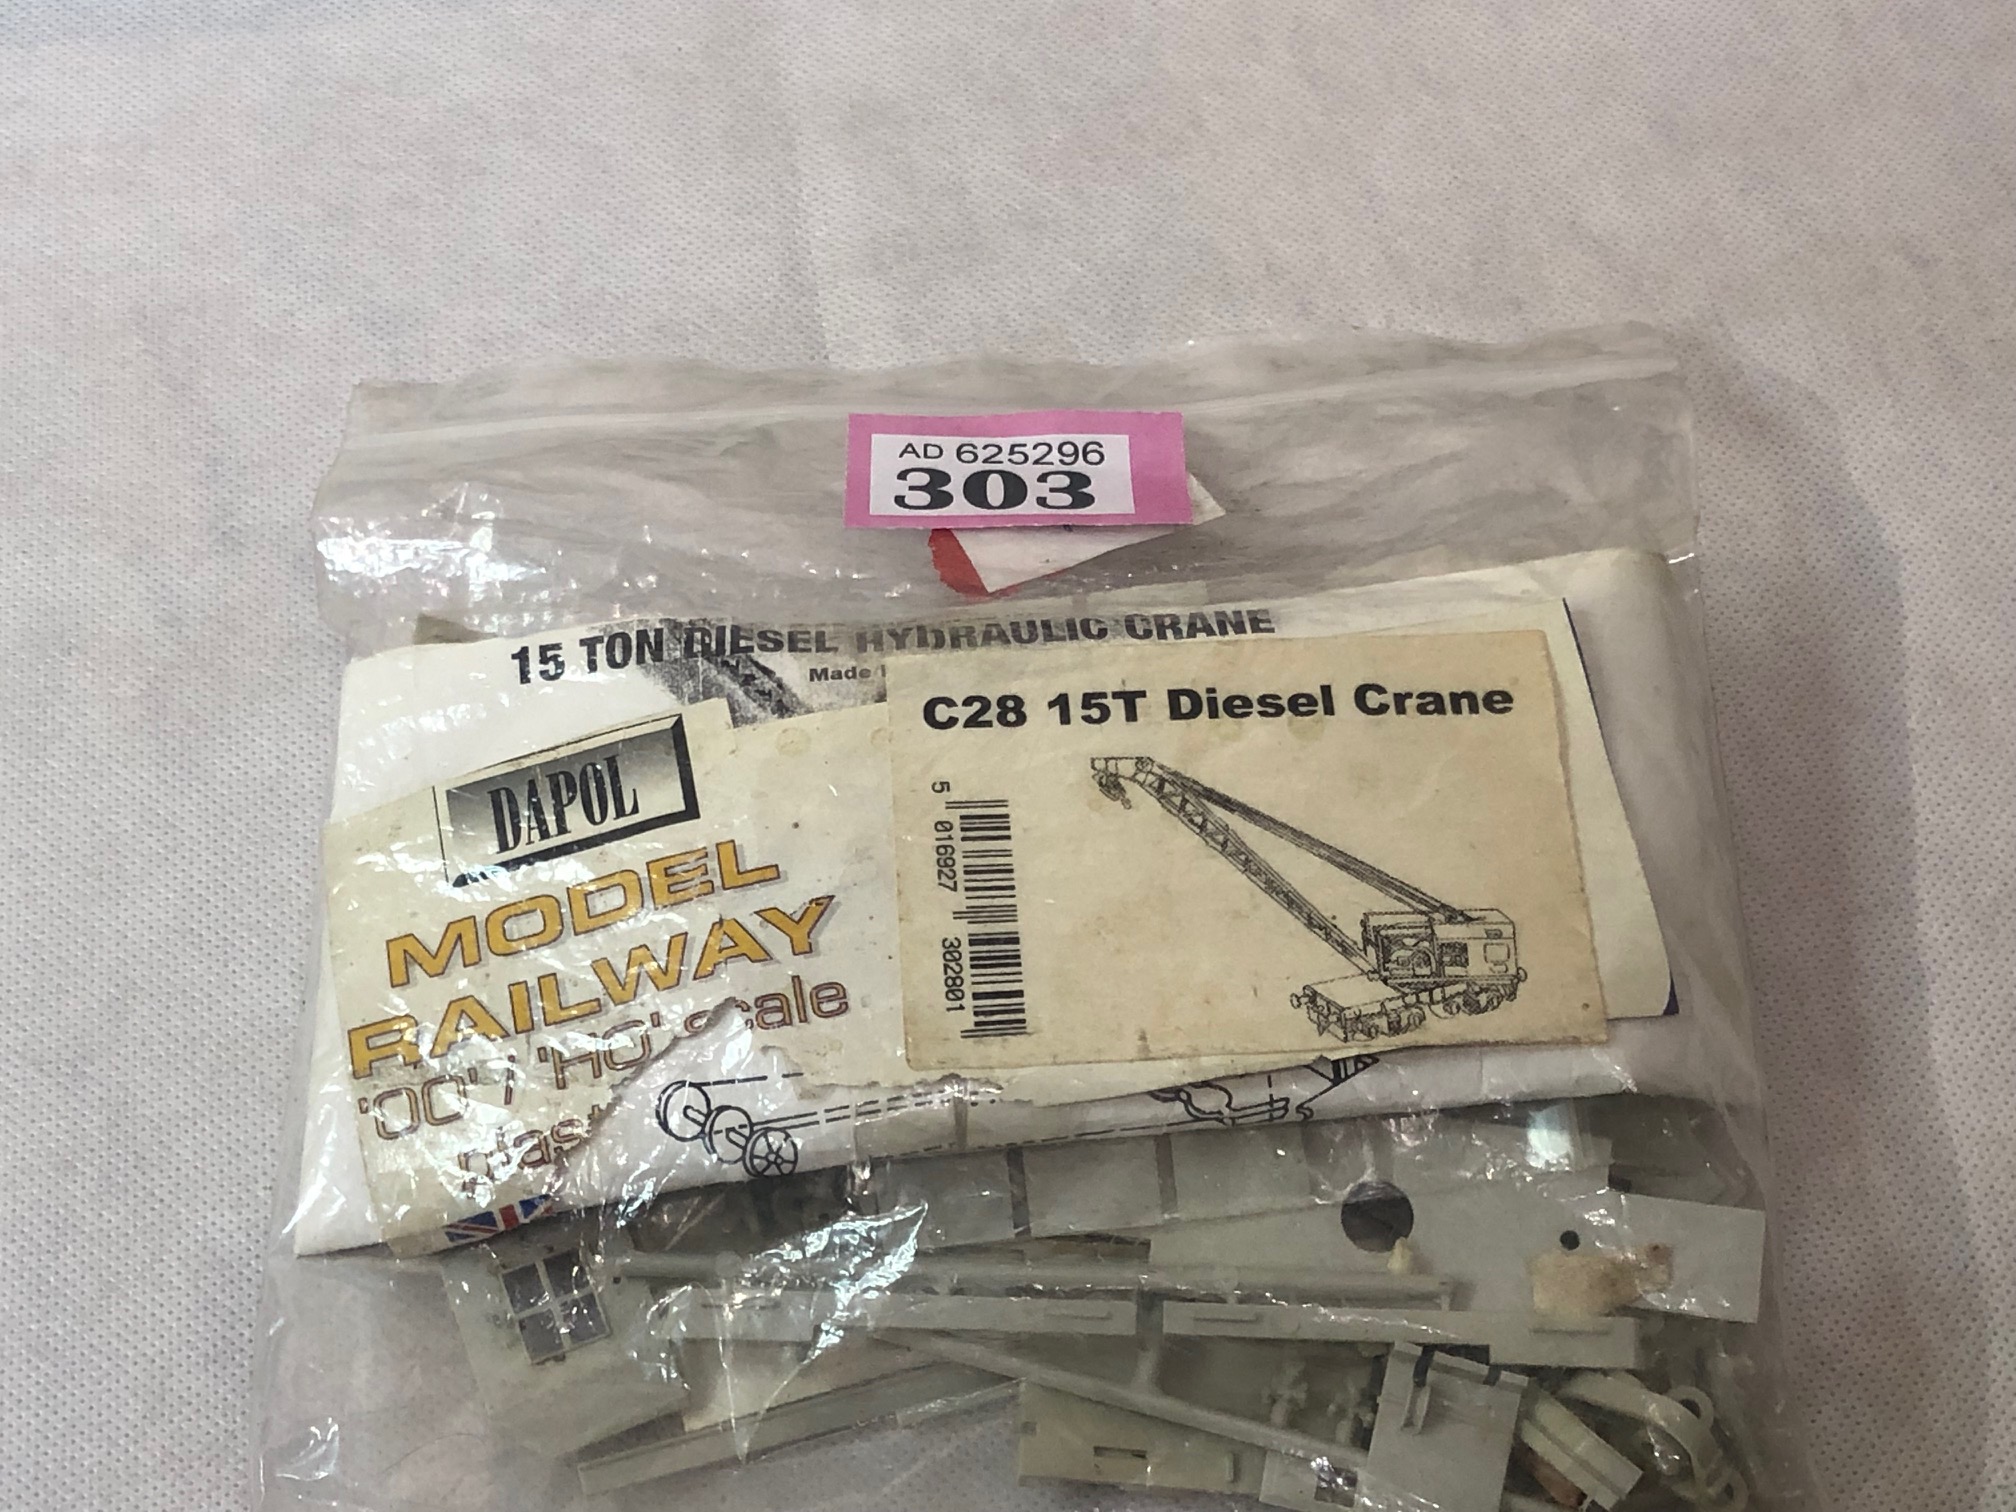 AD 625296
303
15 TON DIESEL HYDRAULIC CRANE
Made
C28 15T Diesel Crane
DAPOL
MODEL
RAILWAY
'OO' / 'HO' scale
5 016927 302801